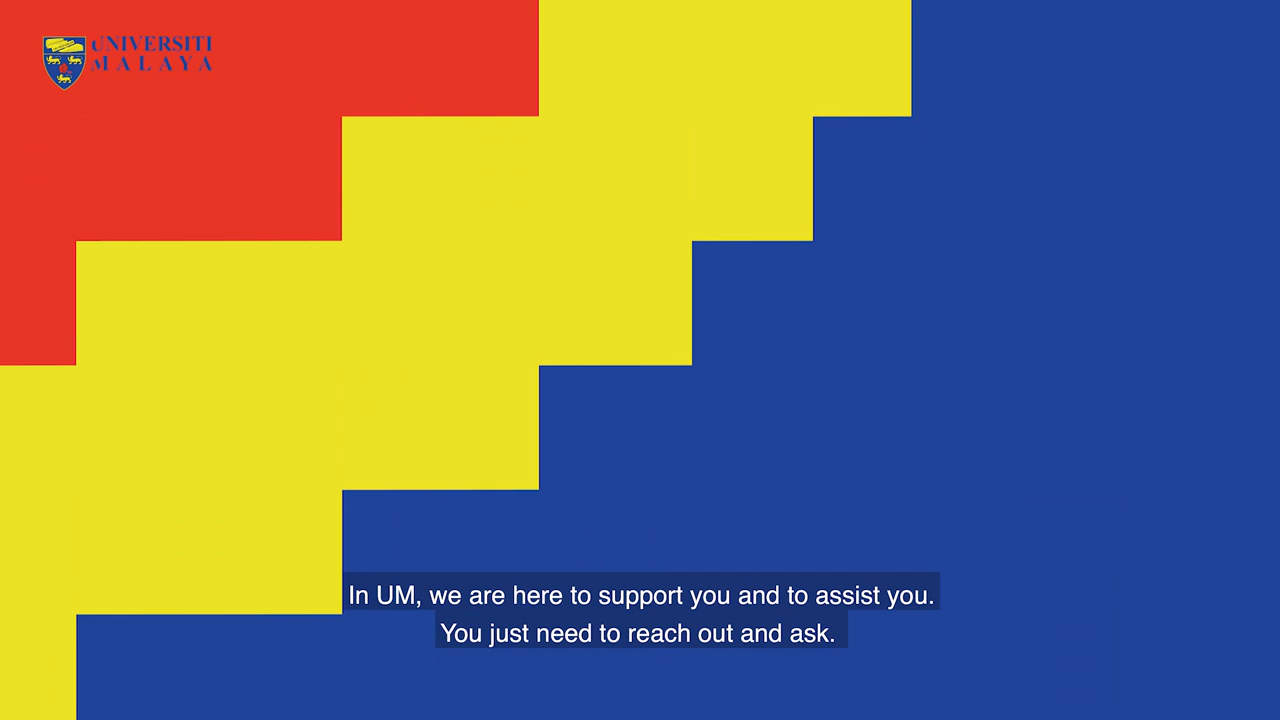 UNIVERSITI
MALAYA
In UM, we are here to support you and to assist you.
You just need to reach out and ask.